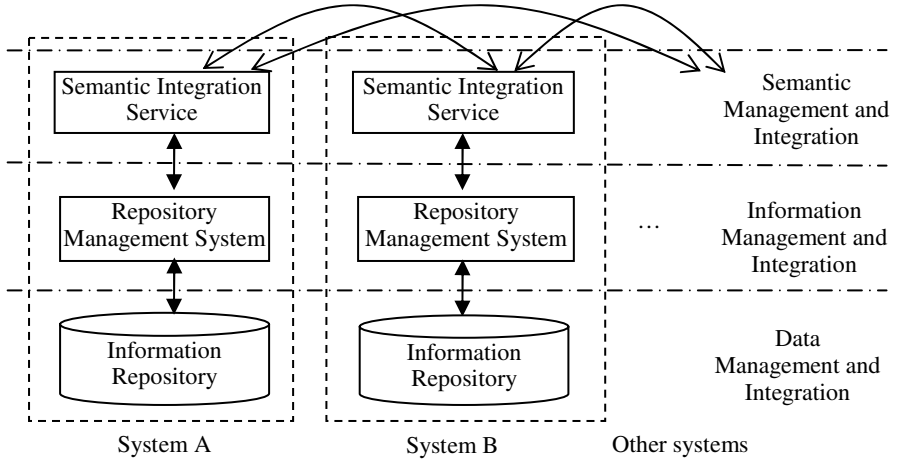 Semantic Integration
Service
Semantic Integration
Service
Semantic
Management and
Integration
Repository
Management System
Repository
Management System
...
Information
Management and
Integration
Information
Repository
Information
Repository
Data
Management and
Integration
System A
System B
Other systems